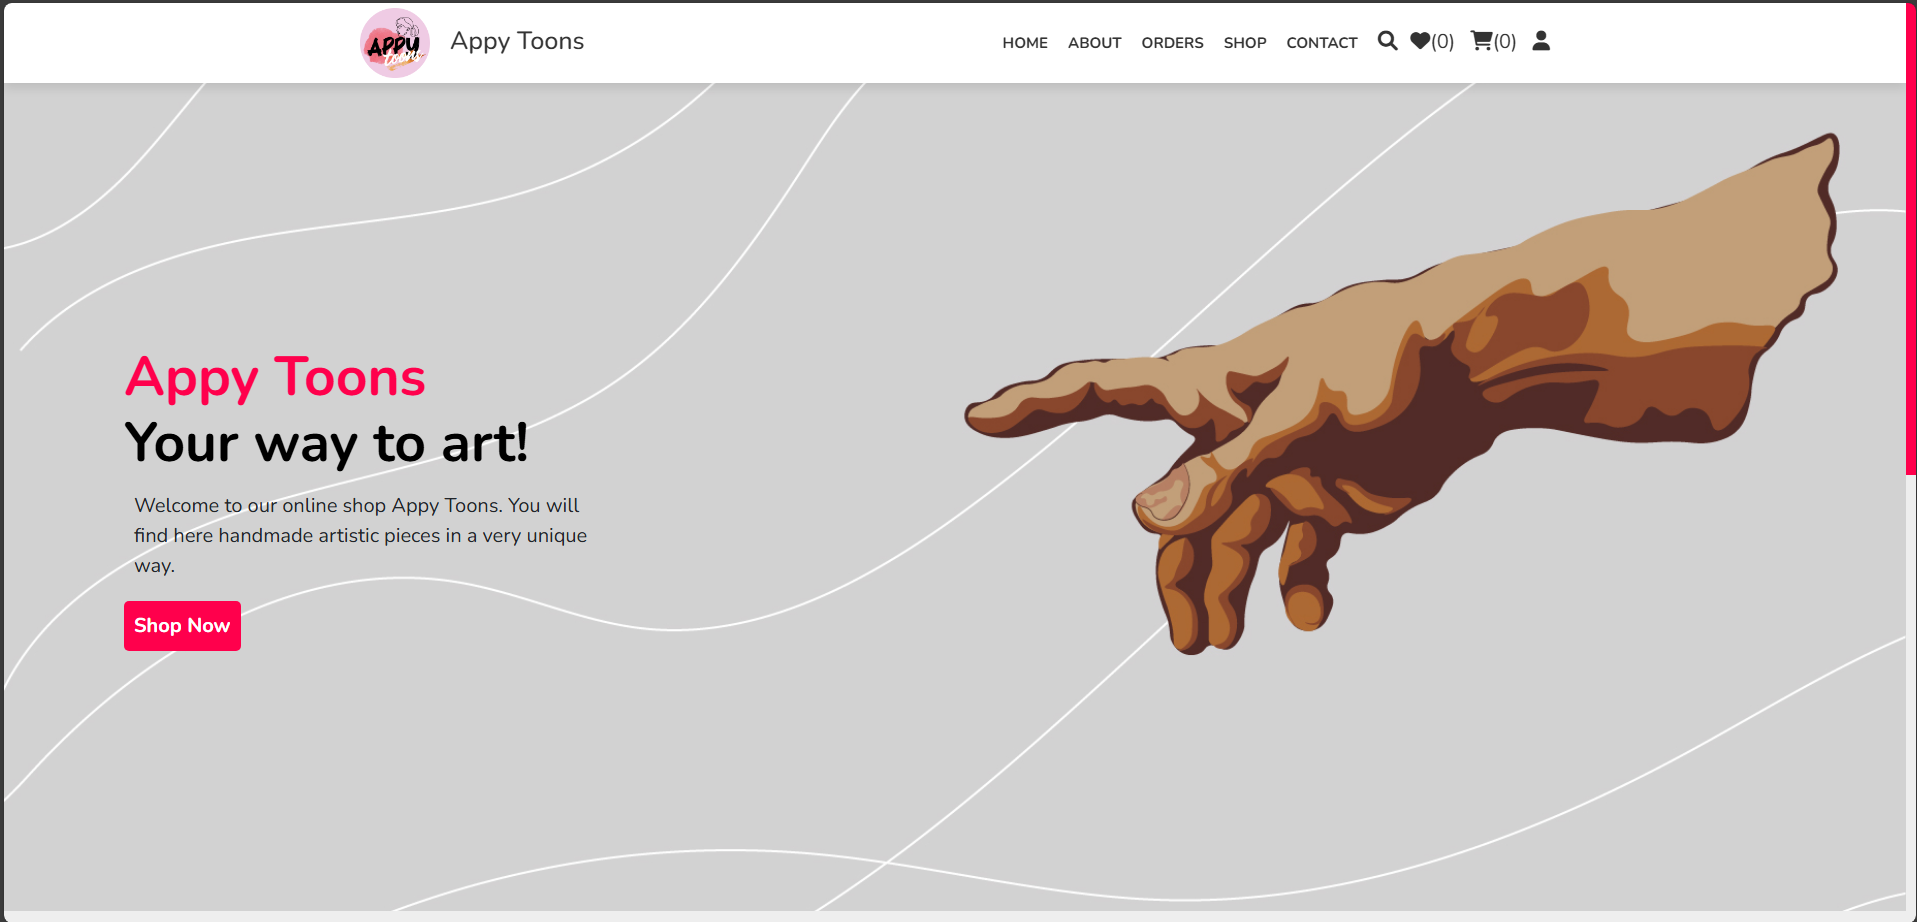 APPY
toons
Appy Toons
HOME ABOUT ORDERS SHOP CONTACT (0) (0)
Appy Toons
Your way to art!
Welcome to our online shop Appy Toons. You will
find here handmade artistic pieces in a very unique
way.
Shop Now